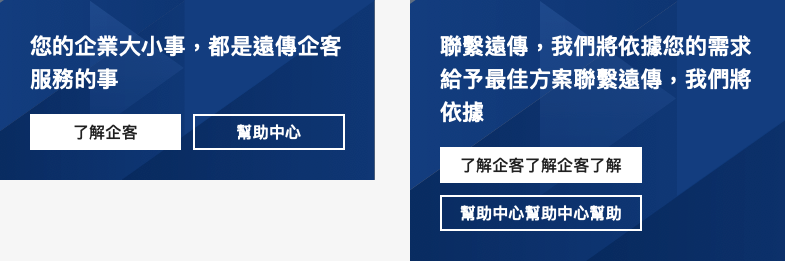 您的企業大小事，都是遠傳企客
服務的事
了解企客
幫助中心
聯繫遠傳，我們將依據您的需求
給予最佳方案聯繫遠傳，我們將
依據
了解企客了解企客了解
幫助中心幫助中心幫助